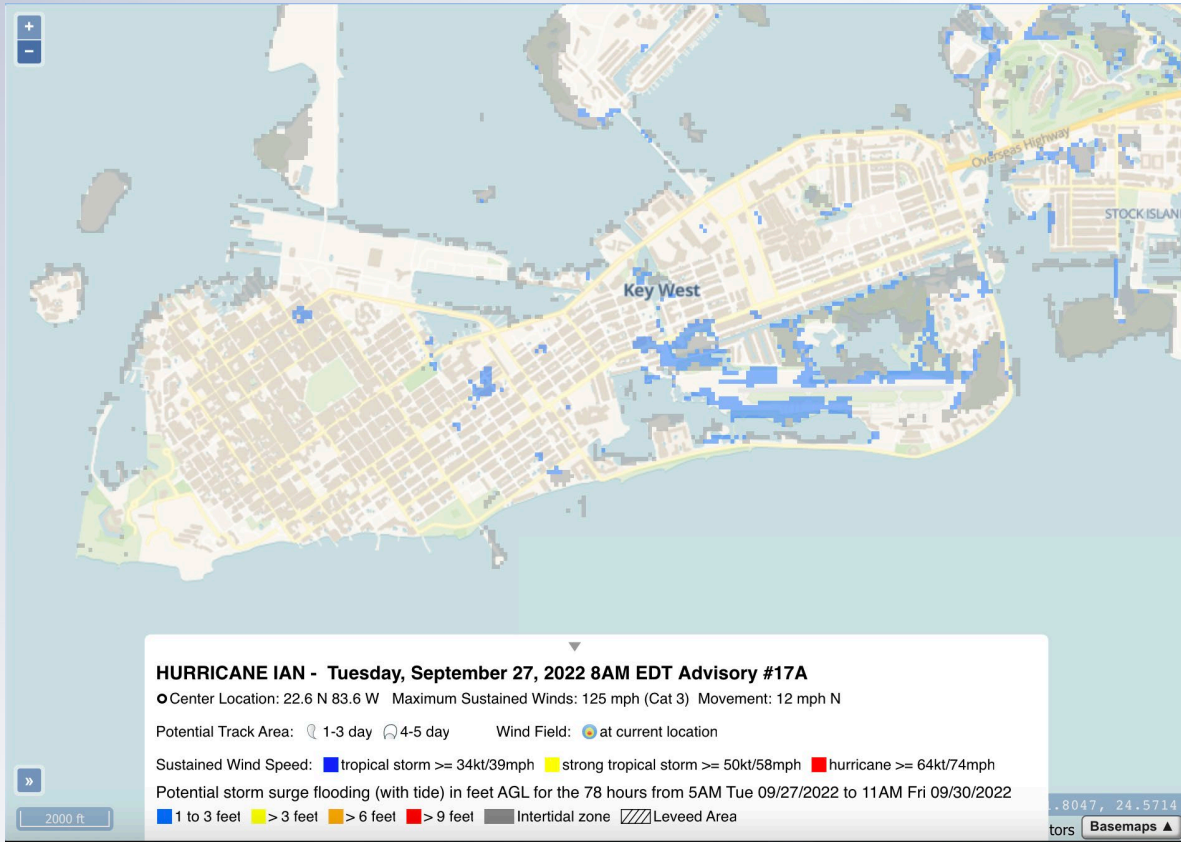 +
−
Overseas Highway
STOCK ISLAN
Key West
HURRICANE IAN - Tuesday, September 27, 2022 8AM EDT Advisory #17A
Center Location: 22.6 N 83.6 W Maximum Sustained Winds: 125 mph (Cat 3) Movement: 12 mph N
Potential Track Area: 1-3 day 4-5 day Wind Field: at current location
Sustained Wind Speed: tropical storm >= 34kt/39mph strong tropical storm >= 50kt/58mph hurricane >= 64kt/74mph
Potential storm surge flooding (with tide) in feet AGL for the 78 hours from 5AM Tue 09/27/2022 to 11AM Fri 09/30/2022
1 to 3 feet > 3 feet > 6 feet > 9 feet Intertidal zone Leveed Area
»
2000 ft
.8047, 24.5714
tors Basemaps ▲